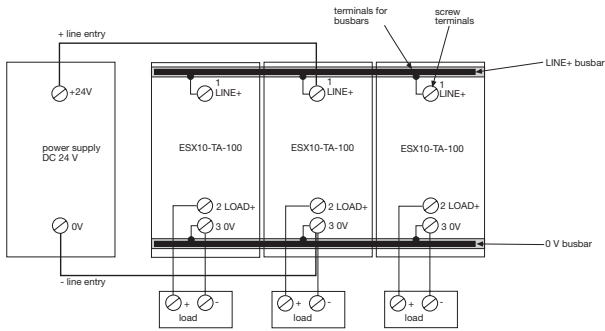 terminals for
busbars
screw
terminals
+ line entry
LINE+ busbar
+24V
1
LINE+
1
LINE+
1
LINE+
power supply
DC 24 V
ESX10-TA-100
ESX10-TA-100
ESX10-TA-100
2 LOAD+
2 LOAD+
2 LOAD+
0V
3 0V
3 0V
3 0V
0 V busbar
- line entry
+ -
load
+ -
load
+ -
load